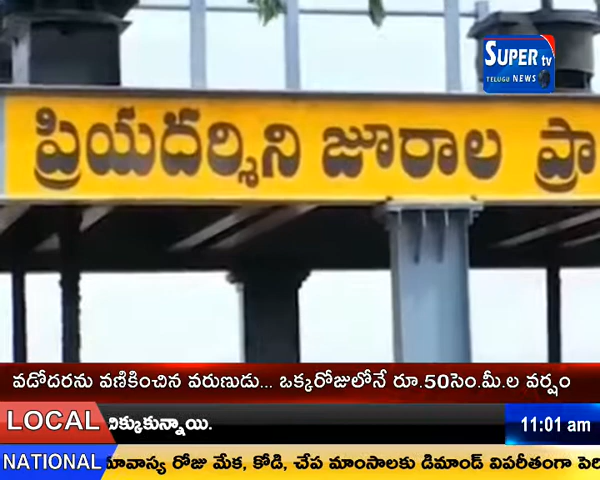 SUPER tv
TELUGU NEWS
ప్రియదర్శిని జూరాల ప్రా
వడోదరను వణికించిన వరుణుడు... ఒక్కరోజులోనే రూ.50సెం.మీ.ల వర్షం
LOCAL నిక్కుకున్నాయి. 11:01 am
NATIONAL మావాస్య రోజు మేక, కోడి, చేప మాంసాలకు డిమాండ్ విపరీతంగా పెరి